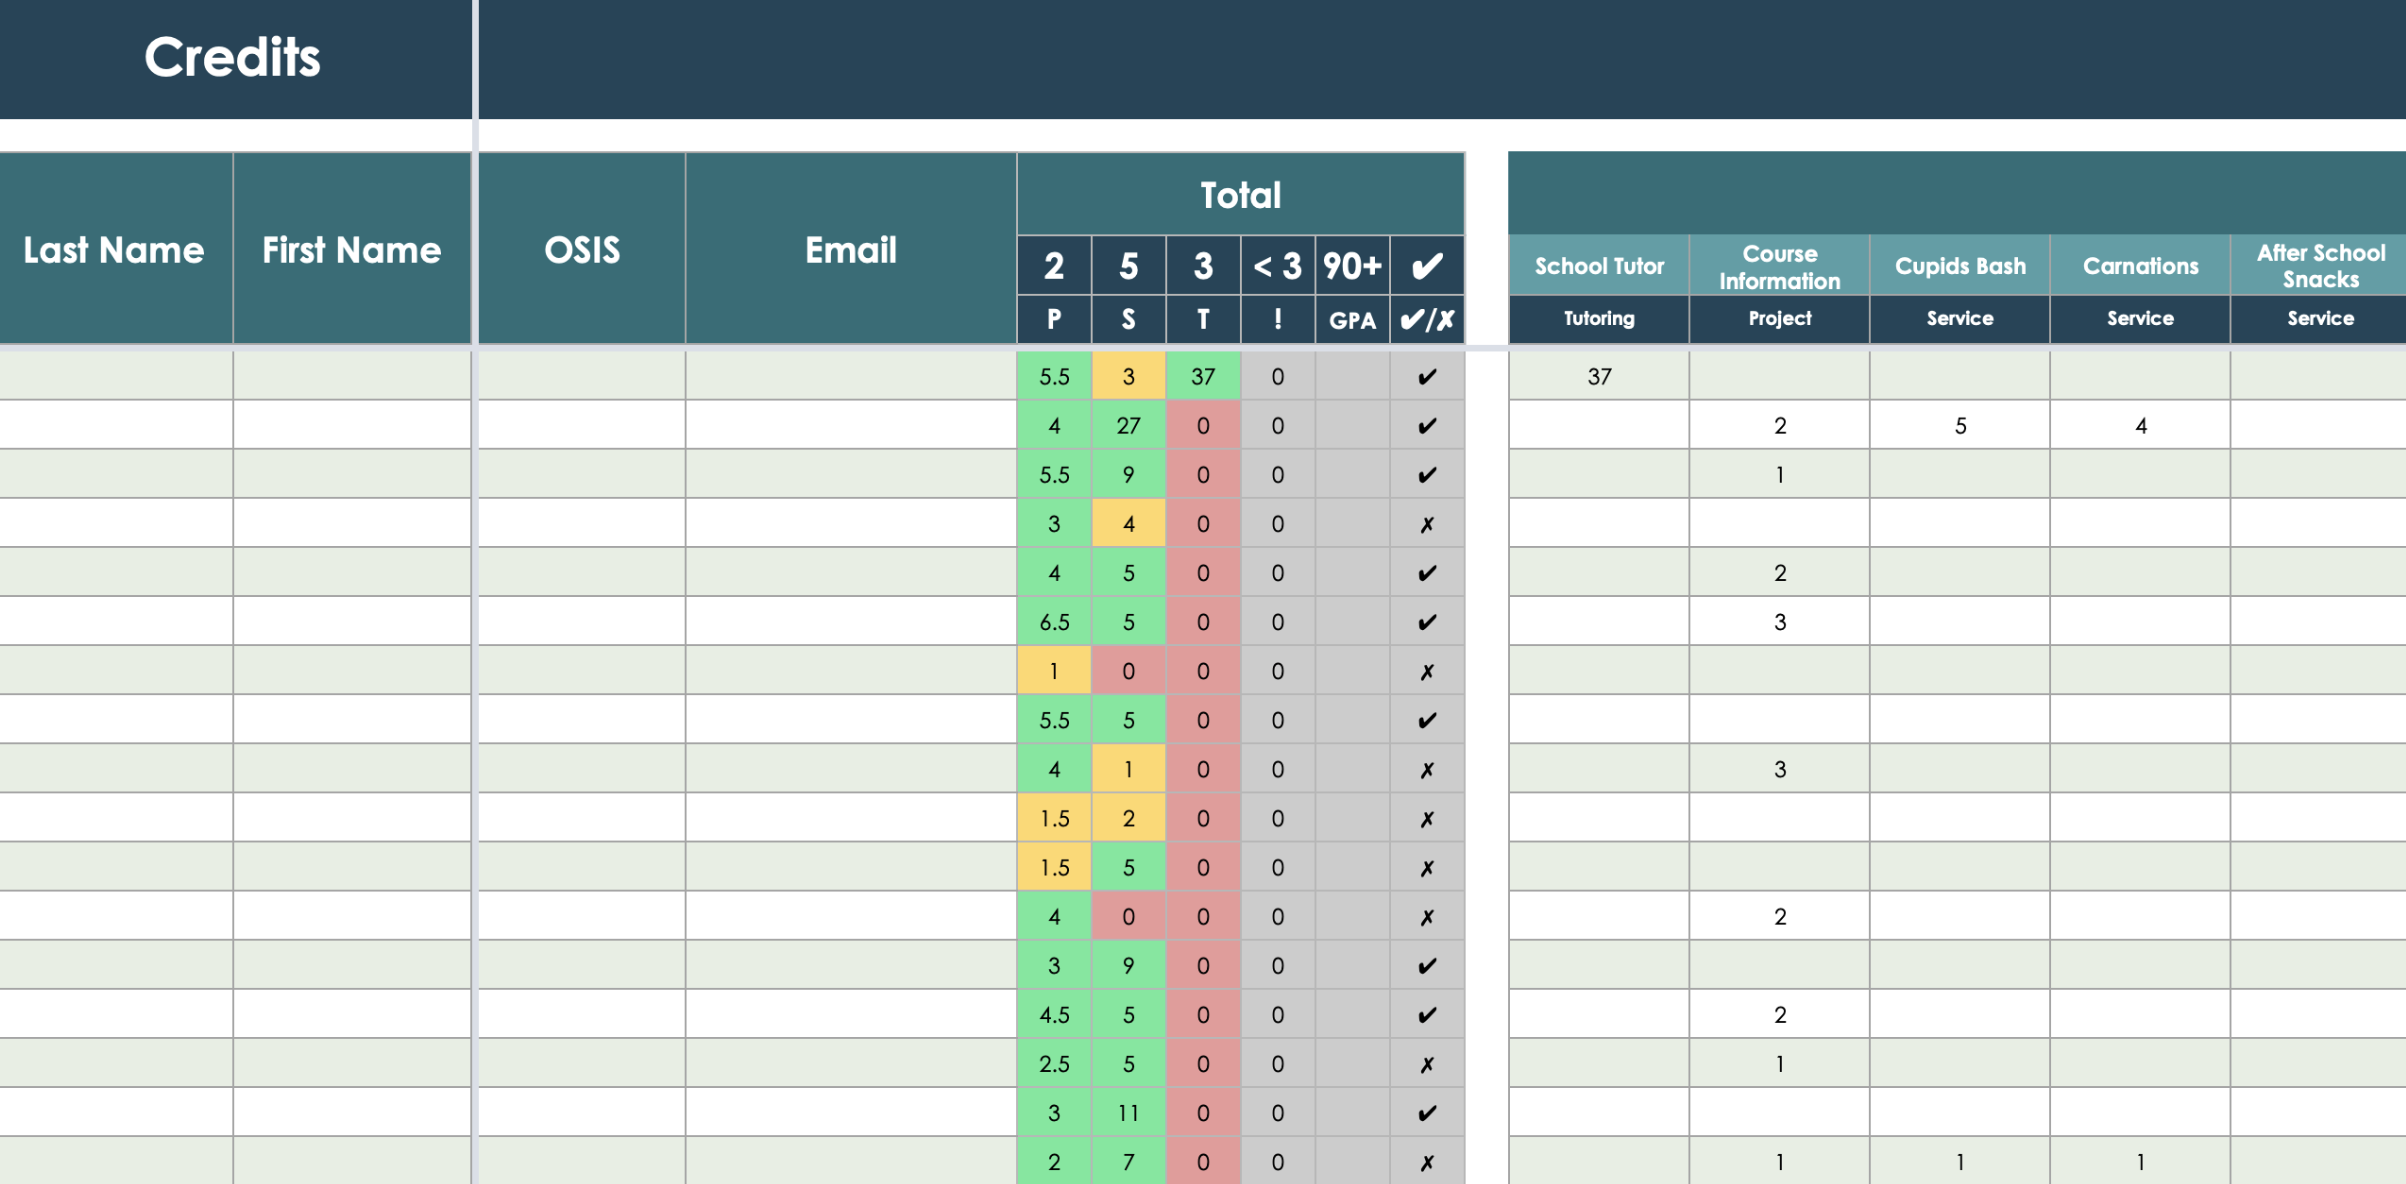 Credits
Total
Last Name First Name OSIS Email
2 5 3 < 3 90+ ✔ School Tutor Course Information Cupids Bash Carnations After School Snacks
P S T ! GPA ✔/✗ Tutoring Project Service Service Service
5.5 3 37 0 ✔ 37
4 27 0 0 ✔ 2 5 4
5.5 9 0 0 ✔ 1
3 4 0 0 ✗
4 5 0 0 ✔ 2
6.5 5 0 0 ✔ 3
1 0 0 0 ✗
5.5 5 0 0 ✔
4 1 0 0 ✗ 3
1.5 2 0 0 ✗
1.5 5 0 0 ✗
4 0 0 0 ✗ 2
3 9 0 0 ✔
4.5 5 0 0 ✔ 2
2.5 5 0 0 ✗ 1
3 11 0 0 ✔
2 7 0 0 ✗ 1 1 1